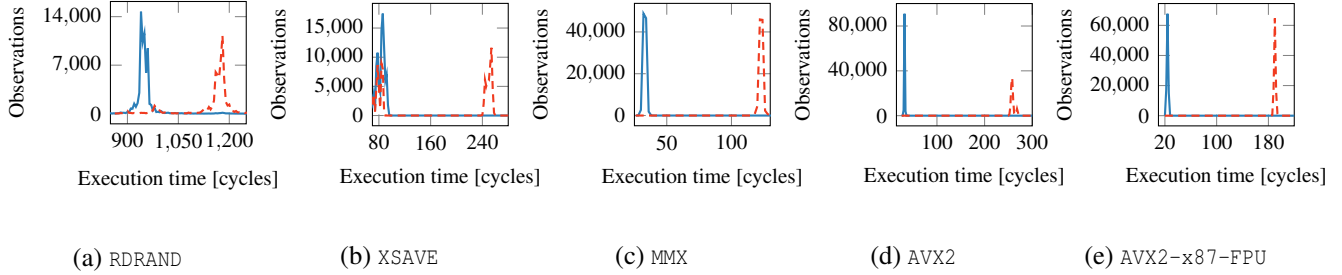 Observations
14,000
7,000
0
900
1,050
1,200
Execution time [cycles]
(a) RDRAND
Observations
17,500
15,000
10,000
5,000
0
80
160
240
Execution time [cycles]
(b) XSAVE
Observations
40,000
20,000
0
50
100
Execution time [cycles]
(c) MMX
Observations
80,000
40,000
0
100
200
300
Execution time [cycles]
(d) AVX2
Observations
60,000
40,000
20,000
0
20
100
180
Execution time [cycles]
(e) AVX2-x87-FPU